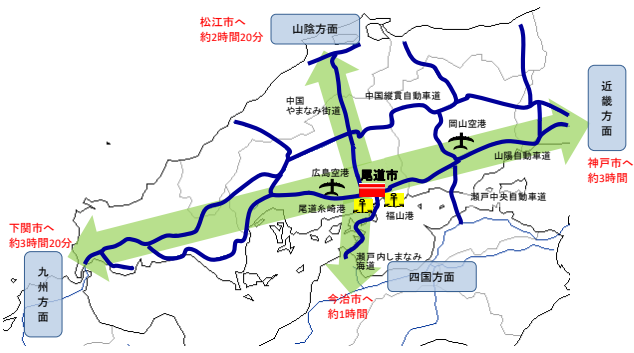 松江市へ
約2時間20分
山陰方面
近
畿
方
面
中国
やまなみ街道
中国縦貫自動車道
岡山空港
山陽自動車道
神戸市へ
約3時間
広島空港
尾道市
尾道糸崎港
福山港
瀬戸中央自動車道
下関市へ
約3時間20分
九
州
方
面
瀬戸内しまなみ
海道
四国方面
今治市へ
約1時間